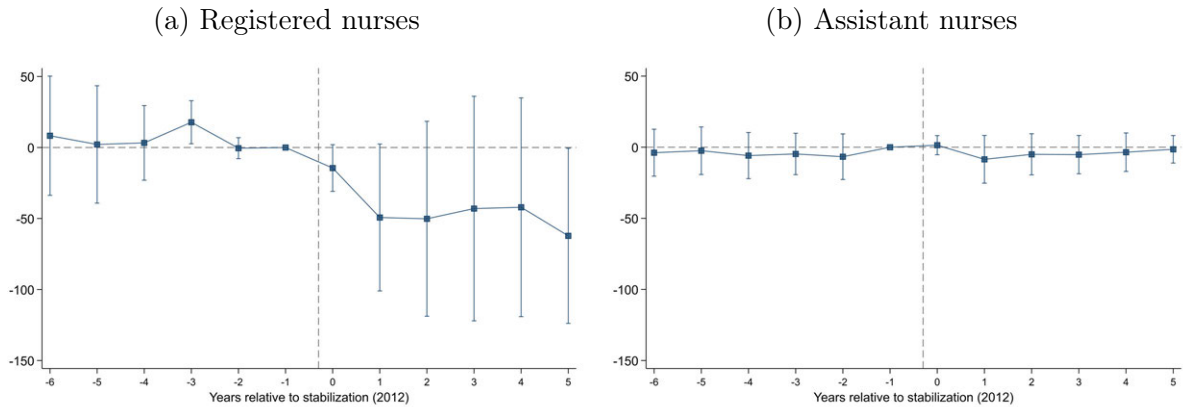 (a) Registered nurses
50
0
-50
-100
-150
-6 -5 -4 -3 -2 -1 0 1 2 3 4 5
Years relative to stabilization (2012)
(b) Assistant nurses
50
0
-50
-100
-150
-6 -5 -4 -3 -2 -1 0 1 2 3 4 5
Years relative to stabilization (2012)